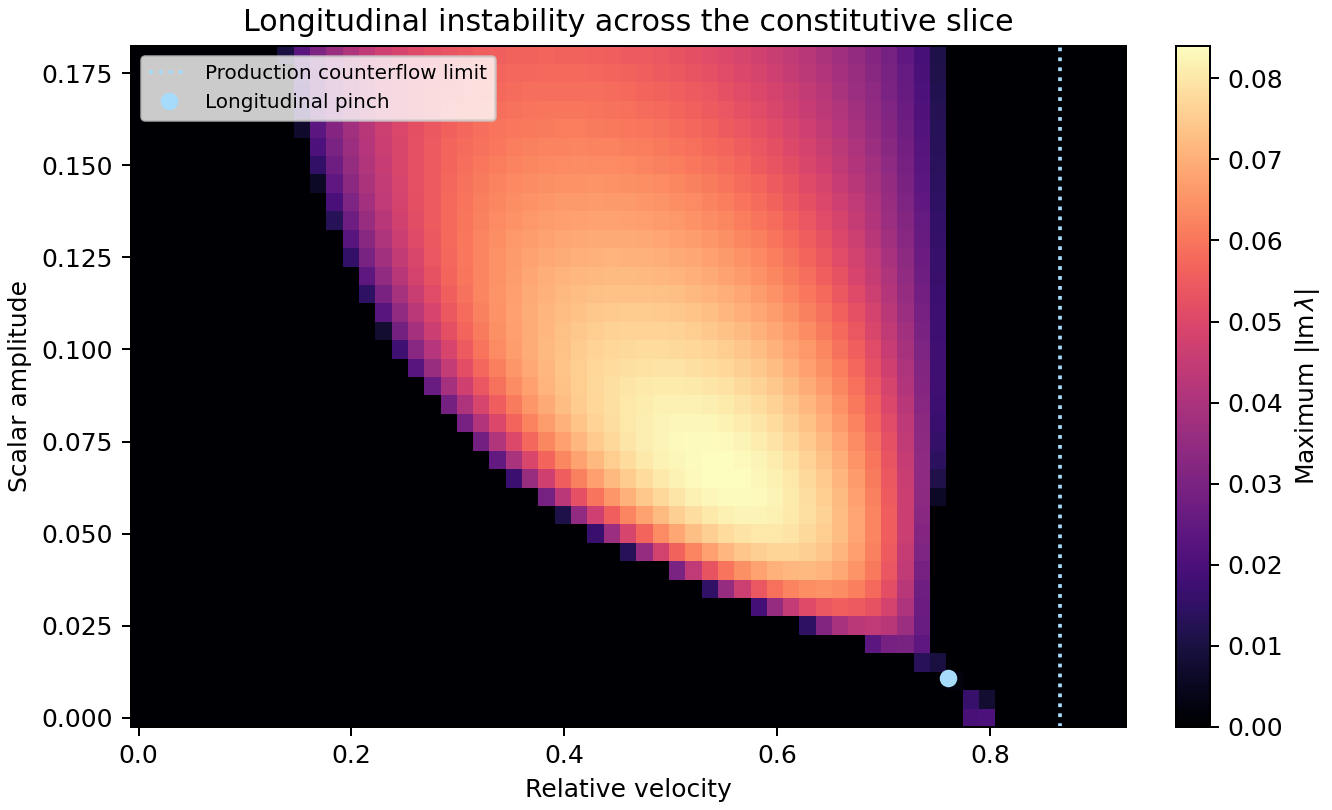 Longitudinal instability across the constitutive slice
Production counterflow limit
Longitudinal pinch
Scalar amplitude
0.175
0.150
0.125
0.100
0.075
0.050
0.025
0.000
0.0 0.2 0.4 0.6 0.8
Relative velocity
0.08
0.07
0.06
0.05
0.04
0.03
0.02
0.01
0.00
Maximum |Im λ|